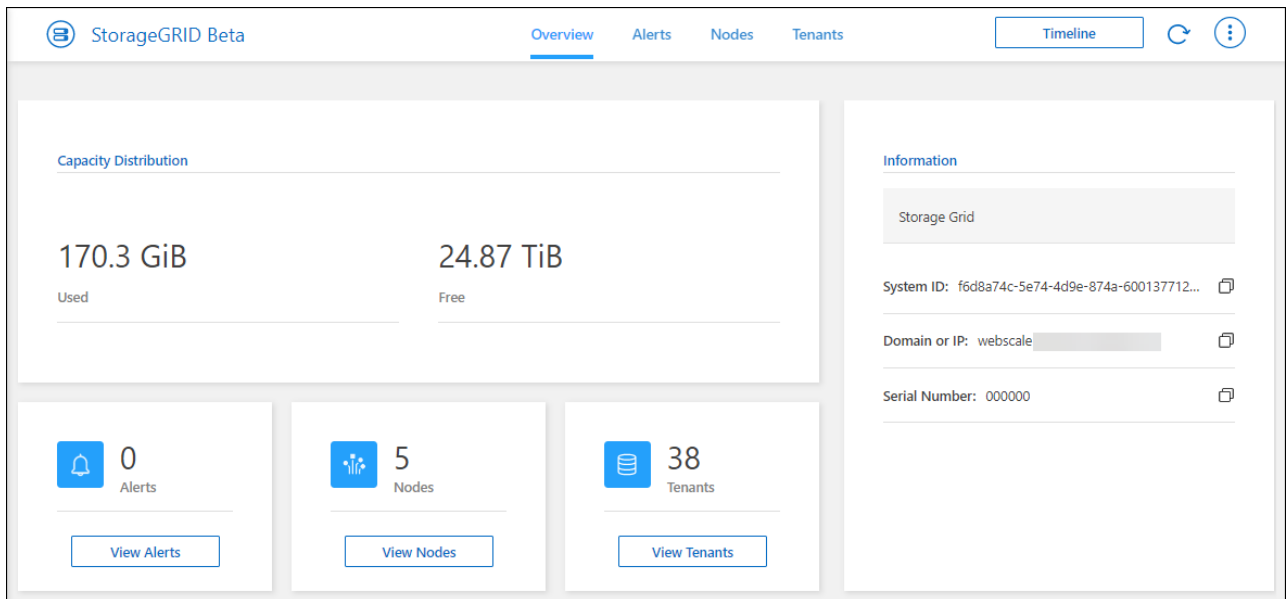 StorageGRID Beta
Overview Alerts Nodes Tenants
Timeline
Capacity Distribution
170.3 GiB
Used
24.87 TiB
Free
0
Alerts
View Alerts
5
Nodes
View Nodes
38
Tenants
View Tenants
Information
Storage Grid
System ID: f6d8a74c-5e74-4d9e-874a-600137712...
Domain or IP: webscale
Serial Number: 000000